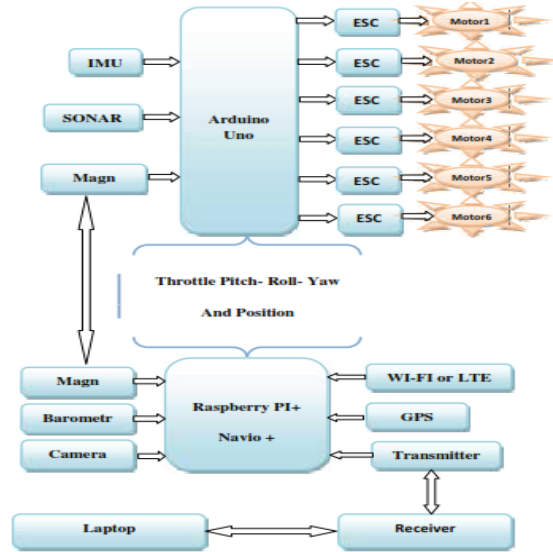 ESC
Motor1
IMU
ESC
Motor2
ESC
Motor3
SONAR
Arduino
Uno
ESC
Motor4
Magn
ESC
Motor5
ESC
Motor6
Throttle Pitch- Roll- Yaw
And Position
Magn
WI-FI or LTE
Raspberry PI+
Barometr
GPS
Navio +
Camera
Transmitter
Laptop
Receiver